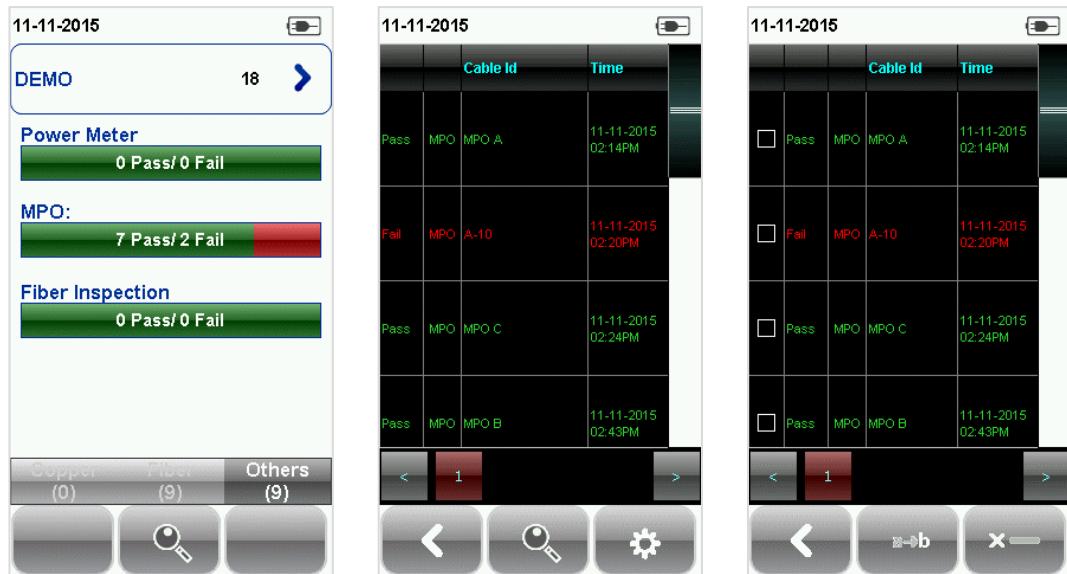 11-11-2015
DEMO 18
Power Meter
0 Pass/ 0 Fail
MPO:
7 Pass/ 2 Fail
Fiber Inspection
0 Pass/ 0 Fail
Copper Fiber Others
(0) (9) (9)
11-11-2015
Cable Id Time
Pass MPO MPO A 11-11-2015
02:14PM
Fail MPO A-10 11-11-2015
02:20PM
Pass MPO MPO C 11-11-2015
02:24PM
Pass MPO MPO B 11-11-2015
02:43PM
< 1 >
11-11-2015
Cable Id Time
Pass MPO MPO A 11-11-2015
02:14PM
Fail MPO A-10 11-11-2015
02:20PM
Pass MPO MPO C 11-11-2015
02:24PM
Pass MPO MPO B 11-11-2015
02:43PM
< 1 >
b